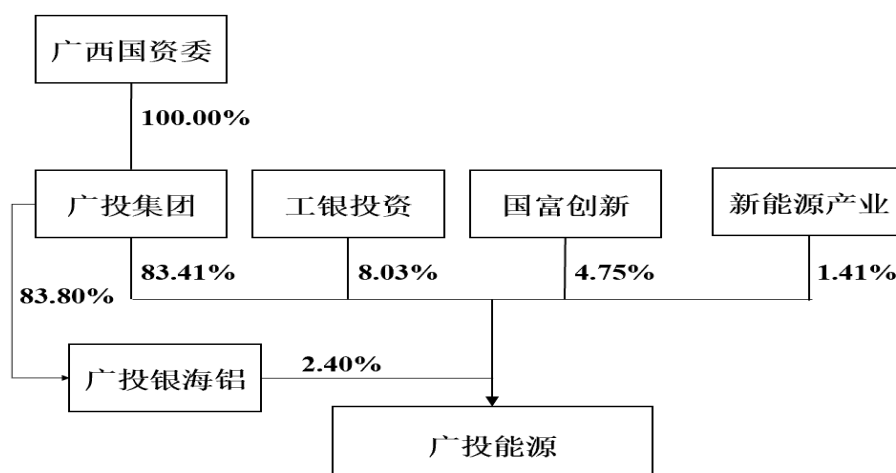 广西国资委
100.00%
广投集团
工银投资
国富创新
新能源产业
83.41%
8.03%
4.75%
1.41%
83.80%
广投银海铝
2.40%
广投能源